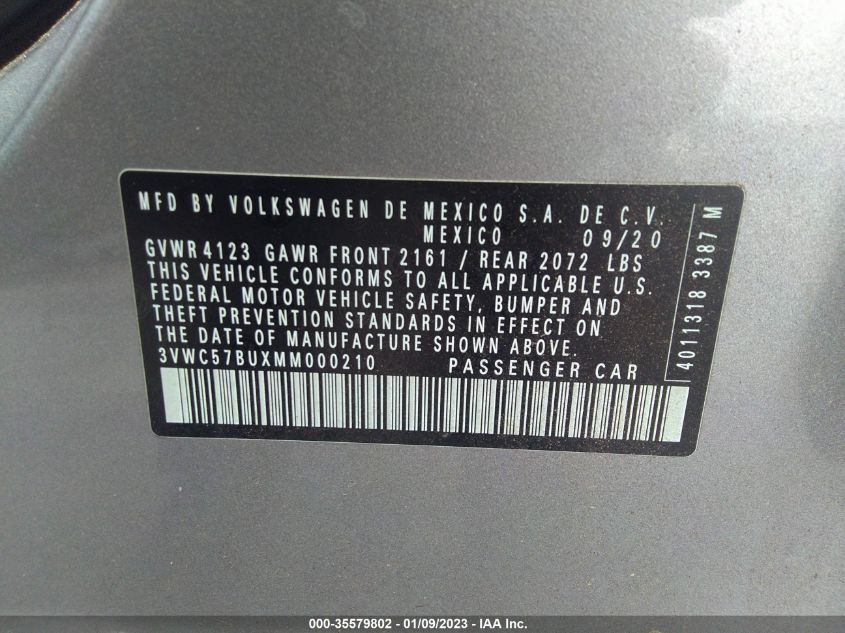 MFD BY VOLKSWAGEN DE MEXICO S.A. DE C.V.
MEXICO 09/20
GVWR 4123 GAWR FRONT 2161 / REAR 2072 LBS
THIS VEHICLE CONFORMS TO ALL APPLICABLE U.S.
FEDERAL MOTOR VEHICLE SAFETY, BUMPER AND
THEFT PREVENTION STANDARDS IN EFFECT ON
THE DATE OF MANUFACTURE SHOWN ABOVE.
3VWC57BUXMM000210 PASSENGER CAR
4011318 3387 M
000-35579802 - 01/09/2023 - IAA Inc.